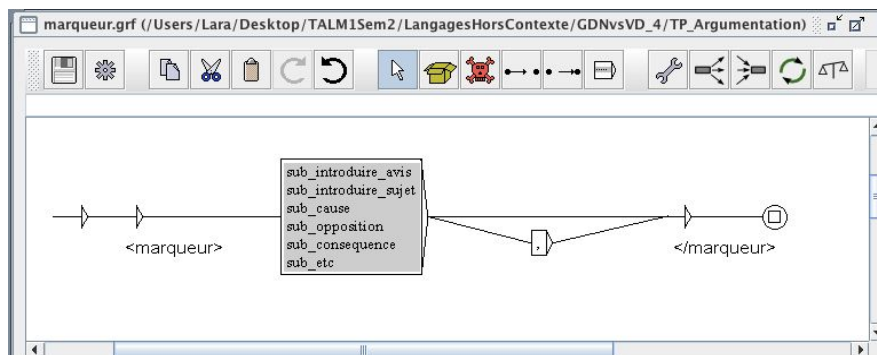 marqueur.grf (/Users/Lara/Desktop/TALM1Sem2/LangagesHorsContexte/GDNvsVD_4/TP_Argumentation)
sub_introduire_avis
sub_introduire_sujet
sub_cause
sub_opposition
sub_consequence
sub_etc
,
<marqueur>
</marqueur>